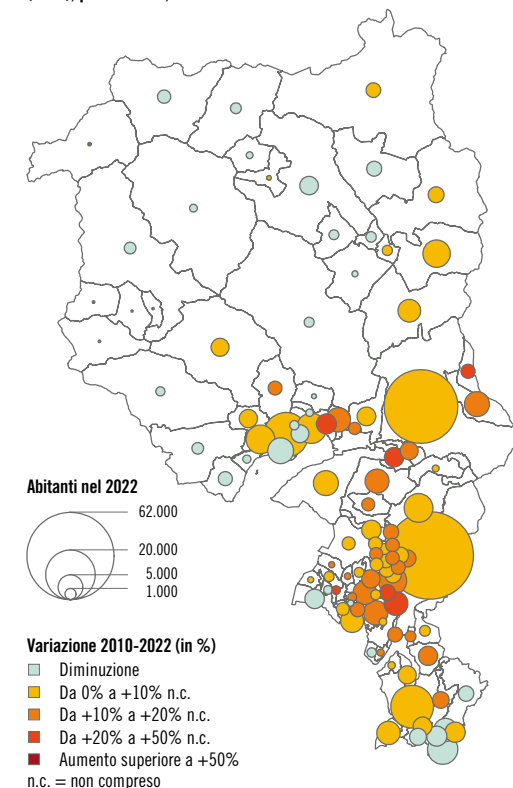 Abitanti nel 2022
62.000
20.000
5.000
1.000
Variazione 2010-2022 (in %)
Diminuzione
Da 0% a +10% n.c.
Da +10% a +20% n.c.
Da +20% a +50% n.c.
Aumento superiore a +50%
n.c. = non compreso